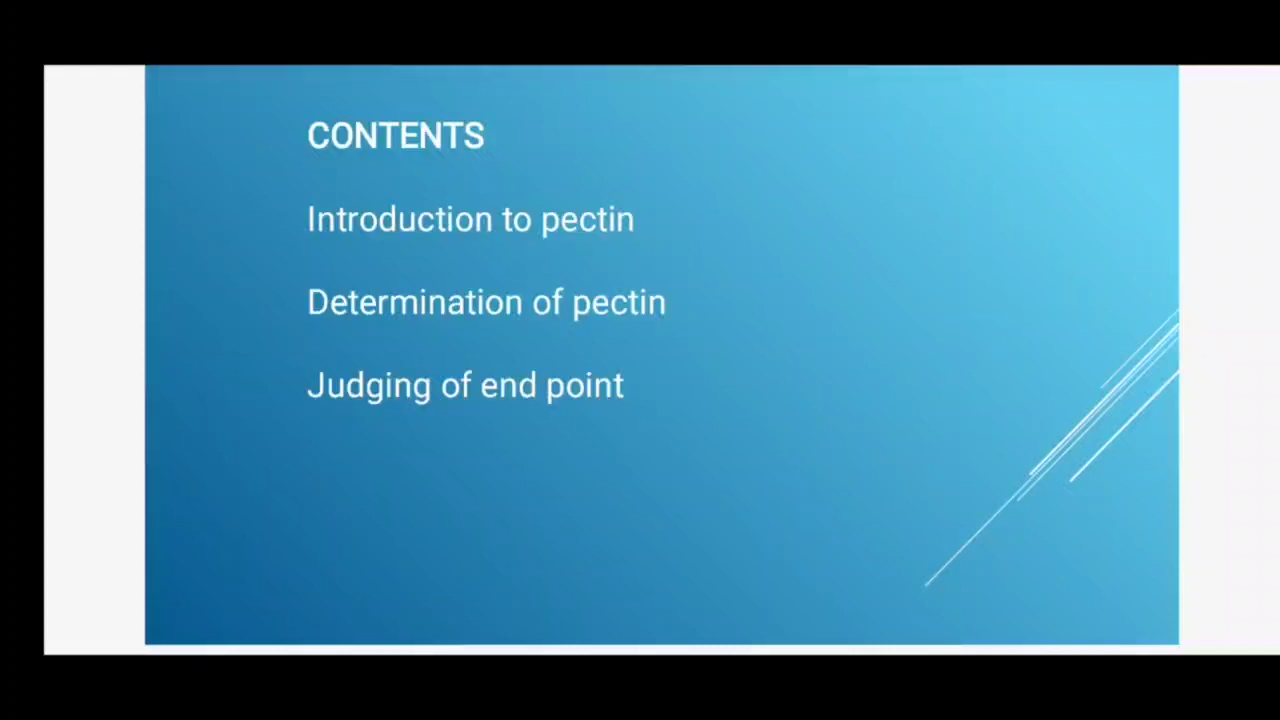 CONTENTS
Introduction to pectin
Determination of pectin
Judging of end point